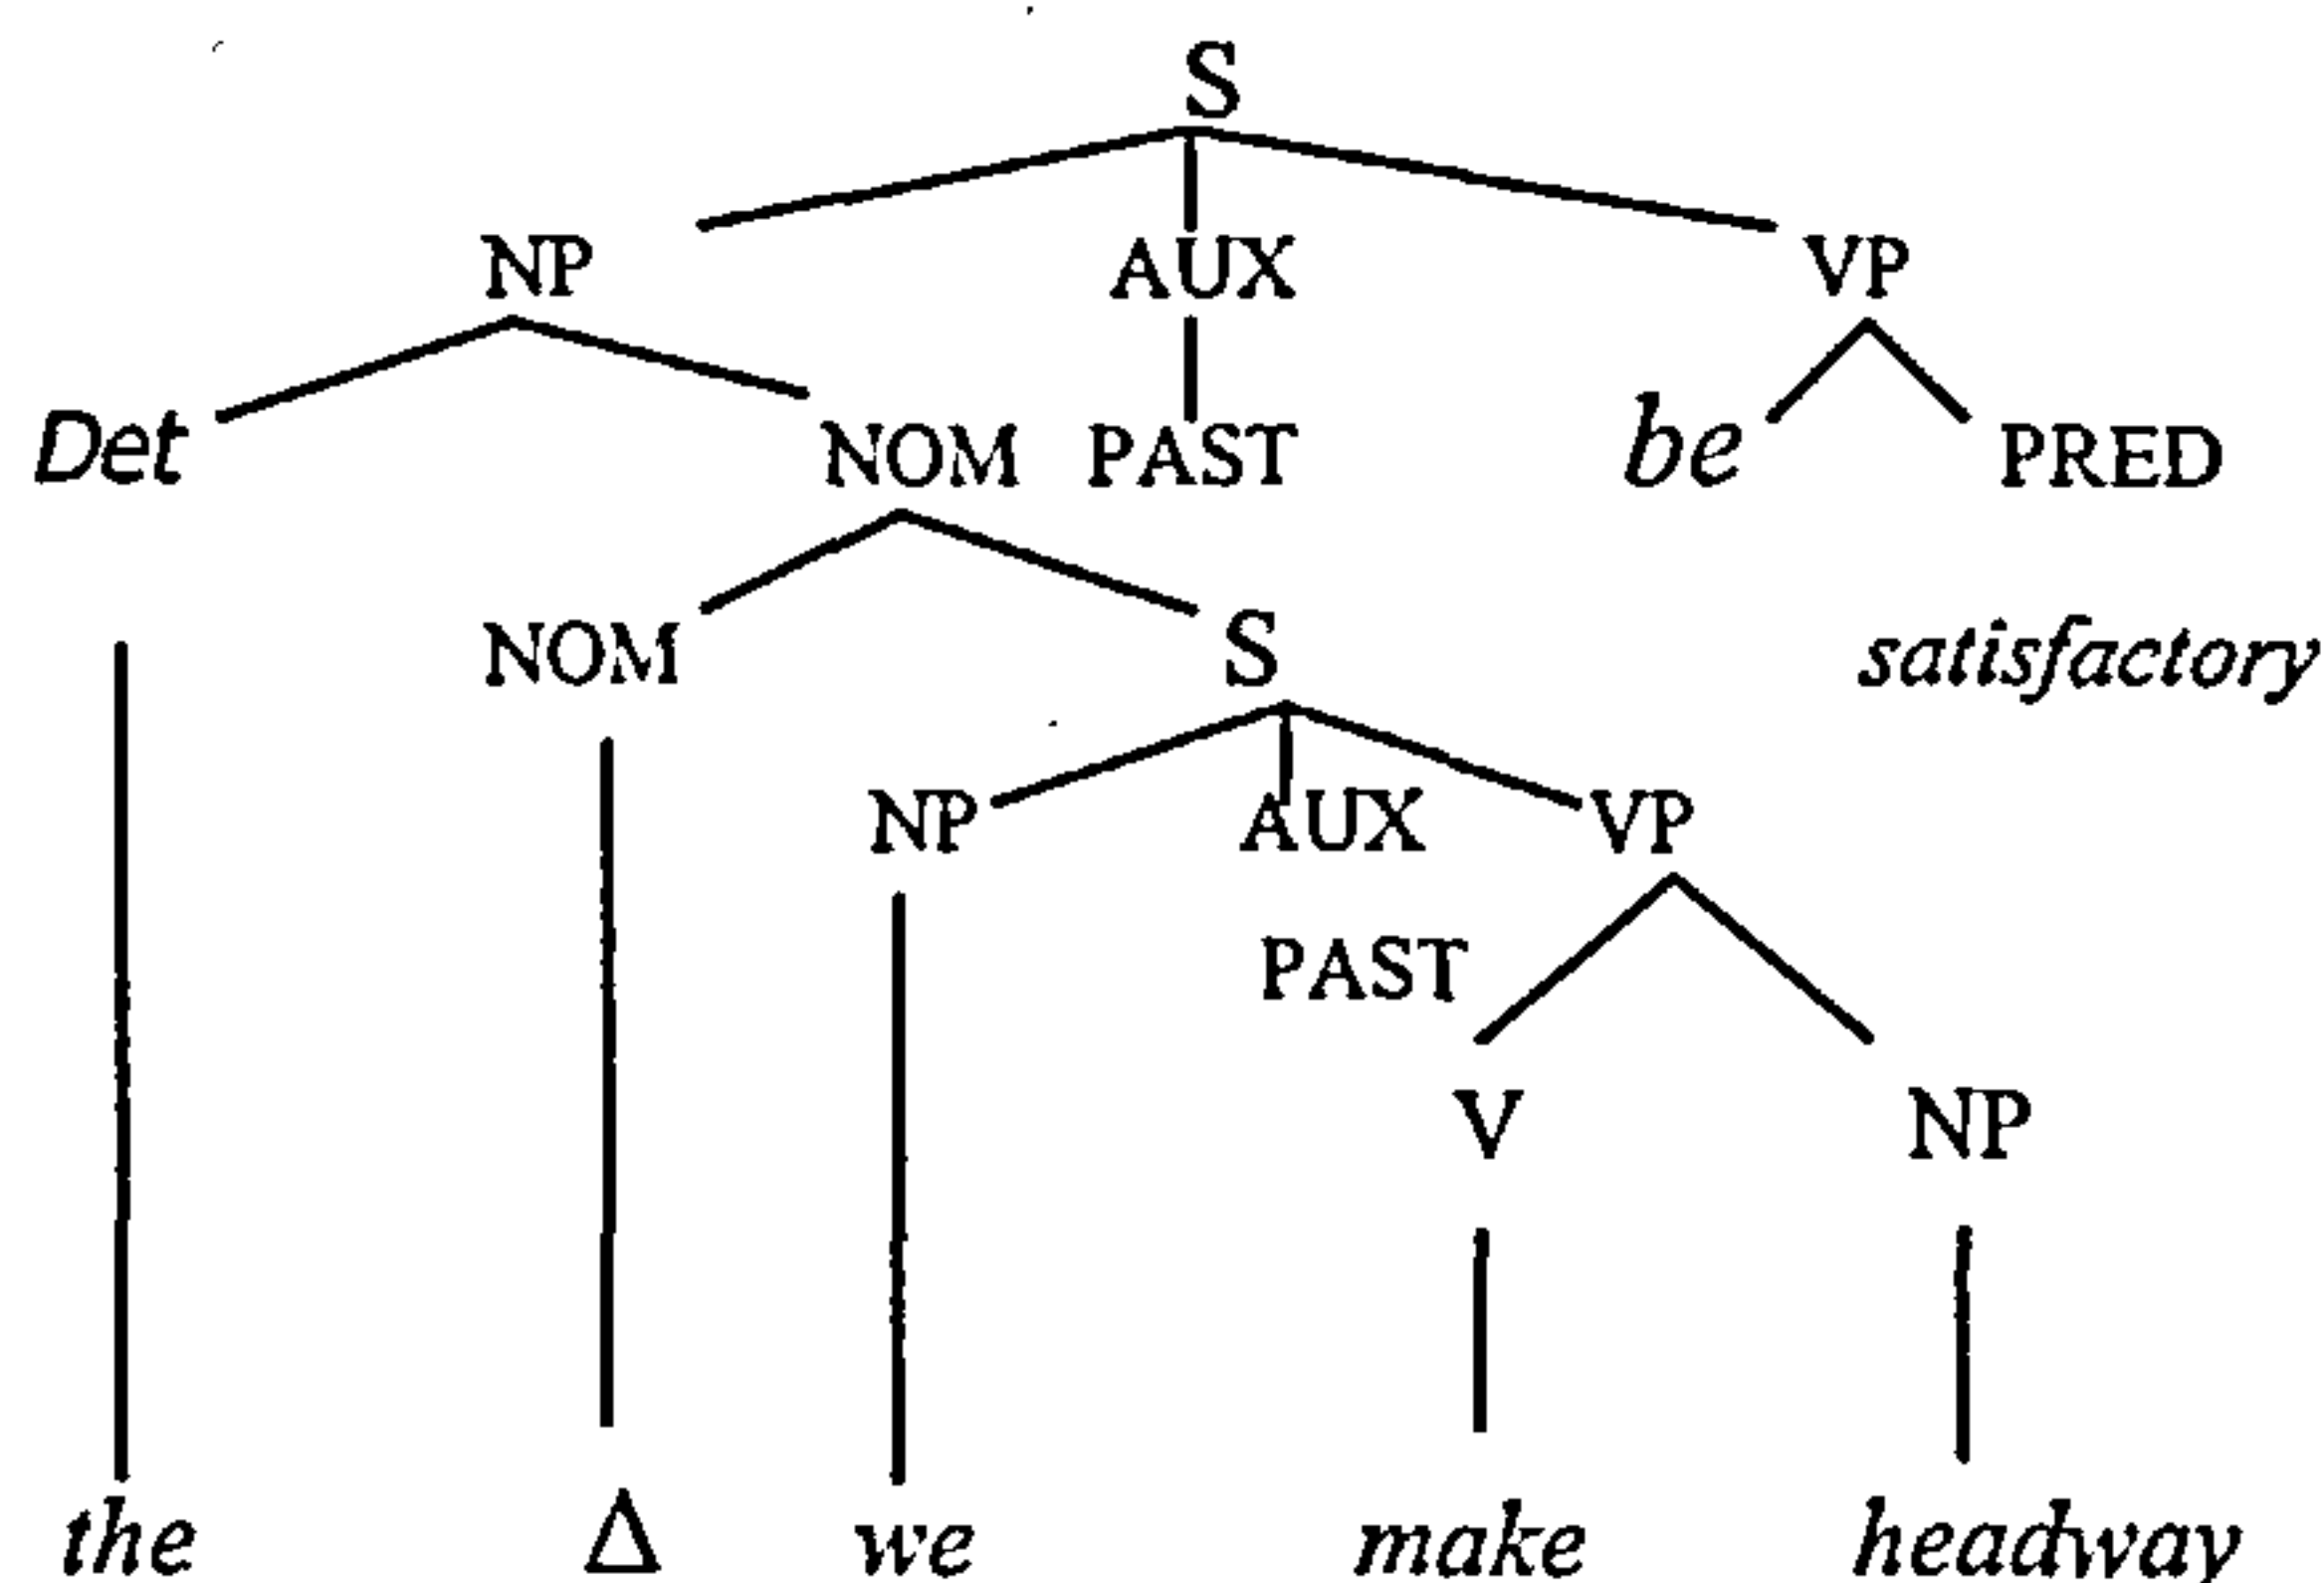 S
NP AUX VP
Det NOM PAST be PRED
NOM S satisfactory
NP AUX VP
PAST
V NP
the Δ we make headway